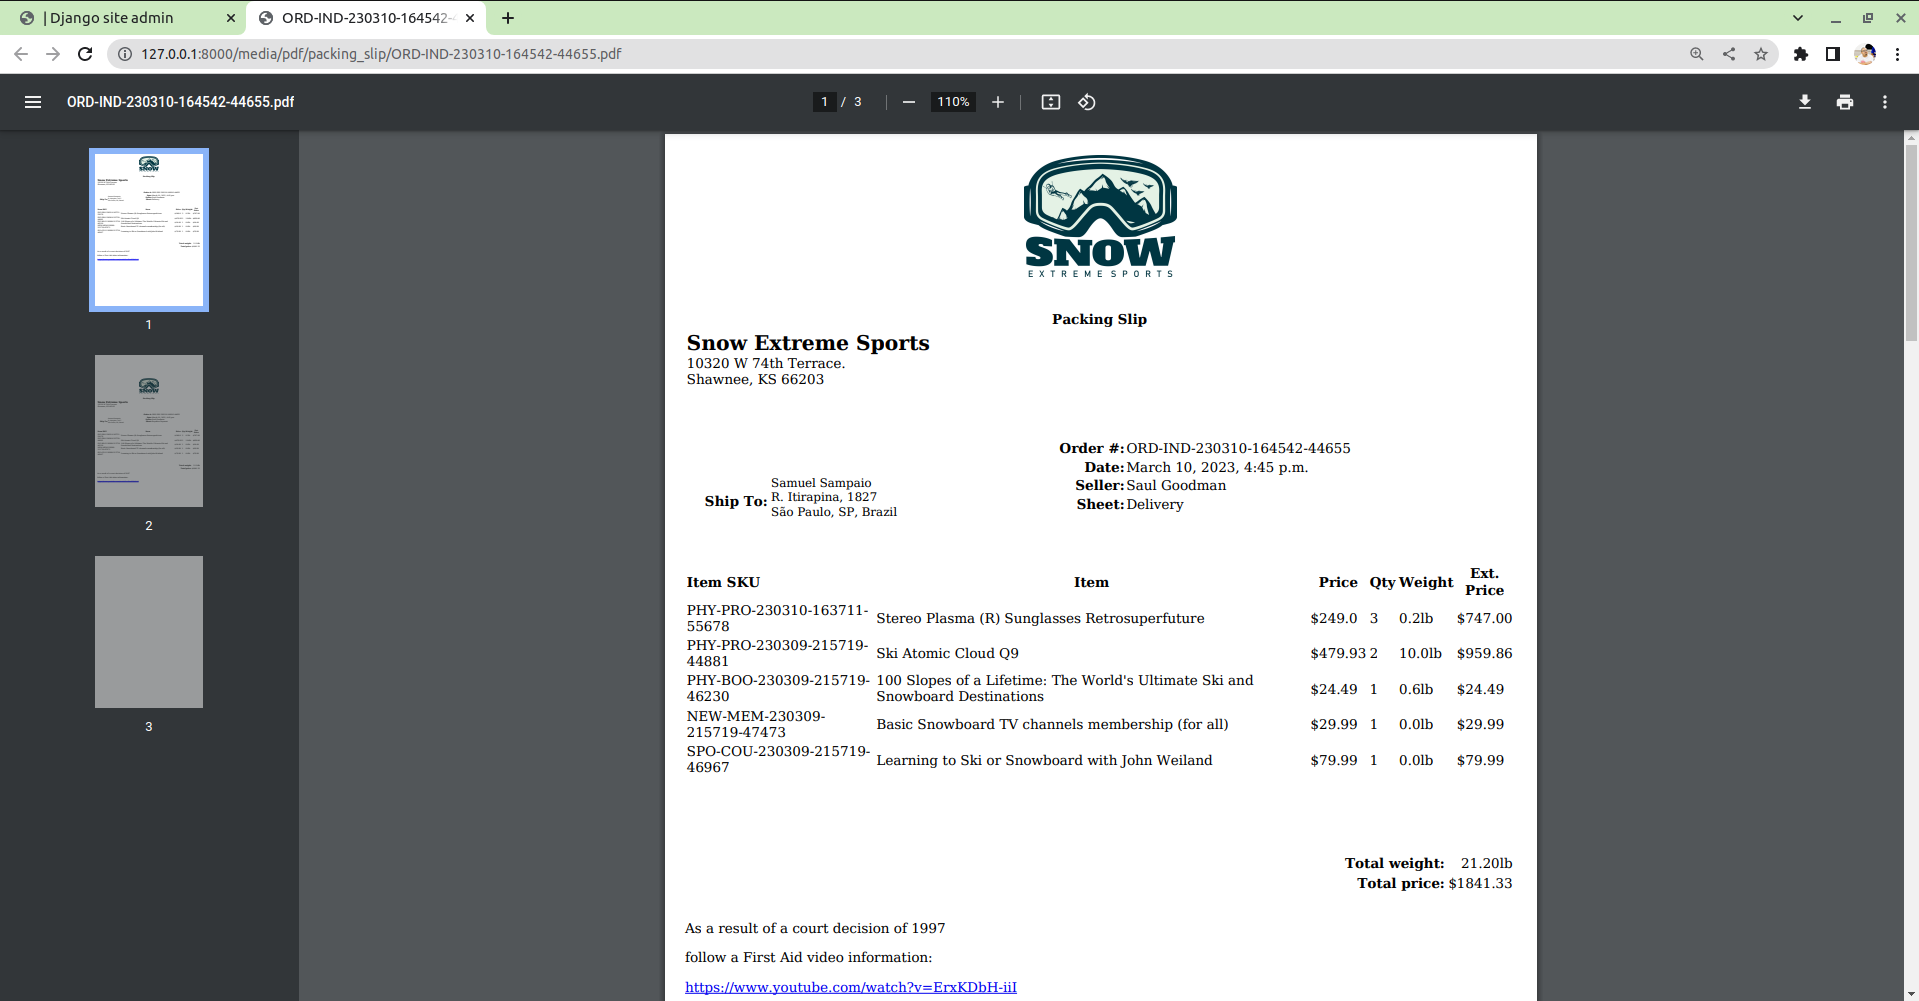 | Django site admin
ORD-IND-230310-164542-
127.0.0.1:8000/media/pdf/packing_slip/ORD-IND-230310-164542-44655.pdf
ORD-IND-230310-164542-44655.pdf
1 / 3
110%
1
2
3
SNOW
EXTREME SPORTS
Packing Slip
Snow Extreme Sports
10320 W 74th Terrace.
Shawnee, KS 66203
Order #: ORD-IND-230310-164542-44655
Date: March 10, 2023, 4:45 p.m.
Seller: Saul Goodman
Sheet: Delivery
Ship To:
Samuel Sampaio
R. Itirapina, 1827
São Paulo, SP, Brazil
Item SKU Item Price Qty Weight Ext. Price
PHY-PRO-230310-163711-
55678
Stereo Plasma (R) Sunglasses Retrosuperfuture $249.0 3 0.2lb $747.00
PHY-PRO-230309-215719-
44881
Ski Atomic Cloud Q9 $479.93 2 10.0lb $959.86
PHY-BOO-230309-215719-
46230
100 Slopes of a Lifetime: The World's Ultimate Ski and
Snowboard Destinations
$24.49 1 0.6lb $24.49
NEW-MEM-230309-
215719-47473
Basic Snowboard TV channels membership (for all) $29.99 1 0.0lb $29.99
SPO-COU-230309-215719-
46967
Learning to Ski or Snowboard with John Weiland $79.99 1 0.0lb $79.99
Total weight: 21.20lb
Total price: $1841.33
As a result of a court decision of 1997
follow a First Aid video information:
https://www.youtube.com/watch?v=ErxKDbH-iiI